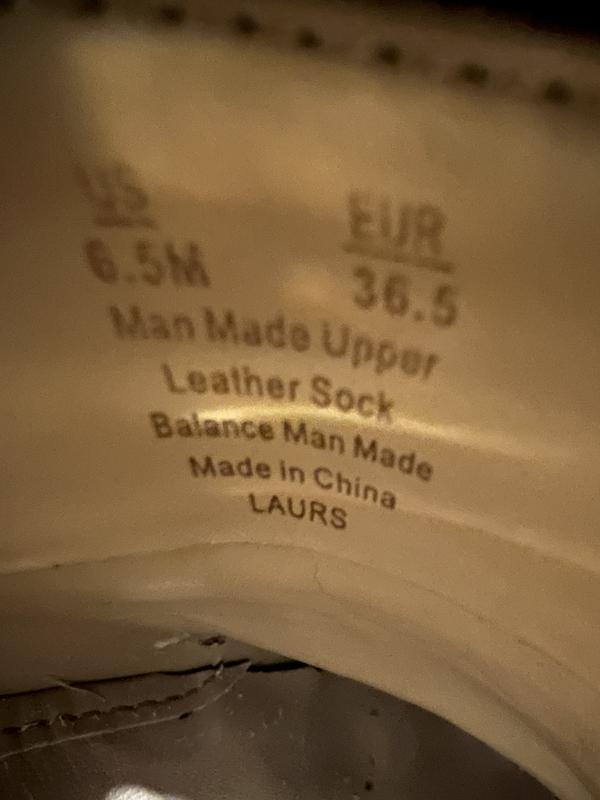 US EUR
6.5M 36.5
Man Made Upper
Leather Sock
Balance Man Made
Made in China
LAURS